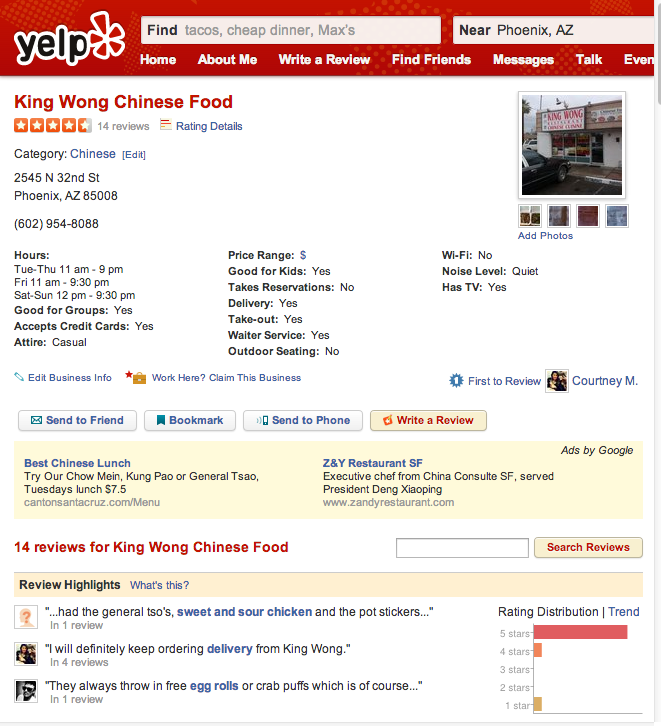 yelp
Find tacos, cheap dinner, Max's
Near Phoenix, AZ
Home About Me Write a Review Find Friends Messages Talk Even
King Wong Chinese Food
14 reviews Rating Details
Category: Chinese [Edit]
2545 N 32nd St
Phoenix, AZ 85008
(602) 954-8088
KING WONG
RESTAURANT
CHINESE CUISINE
Add Photos
Hours:
Tue-Thu 11 am - 9 pm
Fri 11 am - 9:30 pm
Sat-Sun 12 pm - 9:30 pm
Good for Groups: Yes
Accepts Credit Cards: Yes
Attire: Casual
Price Range: $
Good for Kids: Yes
Takes Reservations: No
Delivery: Yes
Take-out: Yes
Waiter Service: Yes
Outdoor Seating: No
Wi-Fi: No
Noise Level: Quiet
Has TV: Yes
Edit Business Info Work Here? Claim This Business
First to Review Courtney M.
Send to Friend Bookmark Send to Phone Write a Review
Ads by Google
Best Chinese Lunch
Try Our Chow Mein, Kung Pao or General Tsao,
Tuesdays lunch $7.5
cantonsantacruz.com/Menu
Z&Y Restaurant SF
Executive chef from China Consulte SF, served
President Deng Xiaoping
www.zandyrestaurant.com
14 reviews for King Wong Chinese Food
Search Reviews
Review Highlights What's this?
"...had the general tso's, sweet and sour chicken and the pot stickers..."
In 1 review
"I will definitely keep ordering delivery from King Wong."
In 4 reviews
"They always throw in free egg rolls or crab puffs which is of course..."
In 1 review
Rating Distribution | Trend
5 stars
4 stars
3 stars
2 stars
1 star